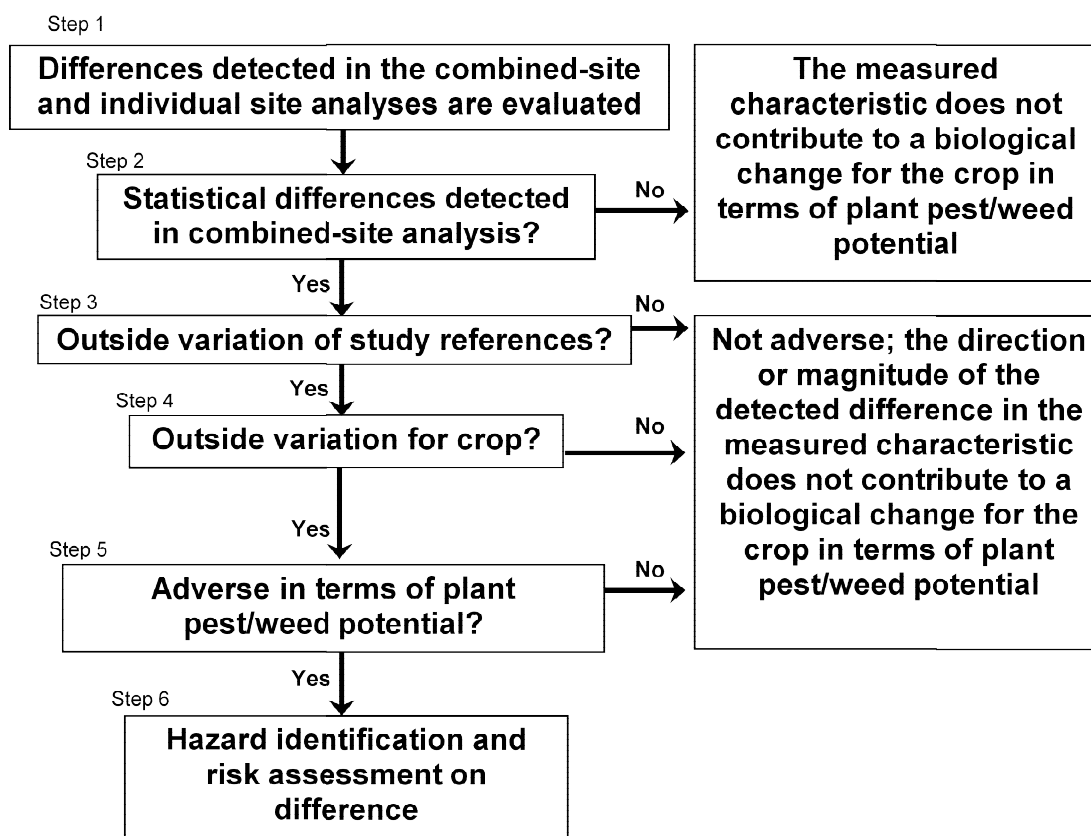 Step 1
Differences detected in the combined-site
and individual site analyses are evaluated
The measured
characteristic does not
contribute to a biological
change for the crop in
terms of plant pest/weed
potential
Step 2
Statistical differences detected
in combined-site analysis?
No
Yes
Step 3
Outside variation of study references?
No
Not adverse; the direction
or magnitude of the
detected difference in the
measured characteristic
does not contribute to a
biological change for the
crop in terms of plant
pest/weed potential
Yes
Step 4
Outside variation for crop?
No
Yes
Step 5
Adverse in terms of plant
pest/weed potential?
No
Yes
Step 6
Hazard identification and
risk assessment on
difference